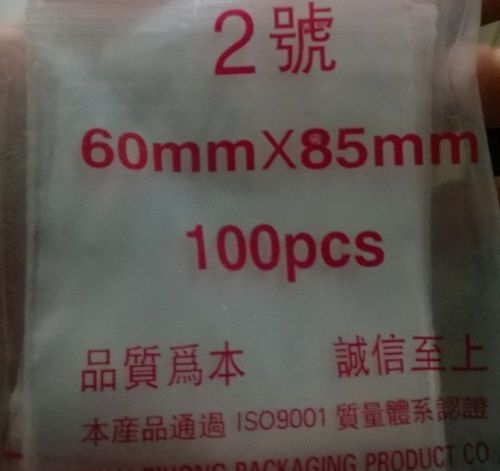 2號
60mmX85mm
100pcs
品質爲本 誠信至上
本産品通過 ISO9001 質量體系認證
PACKAGING PRODUCT CO.